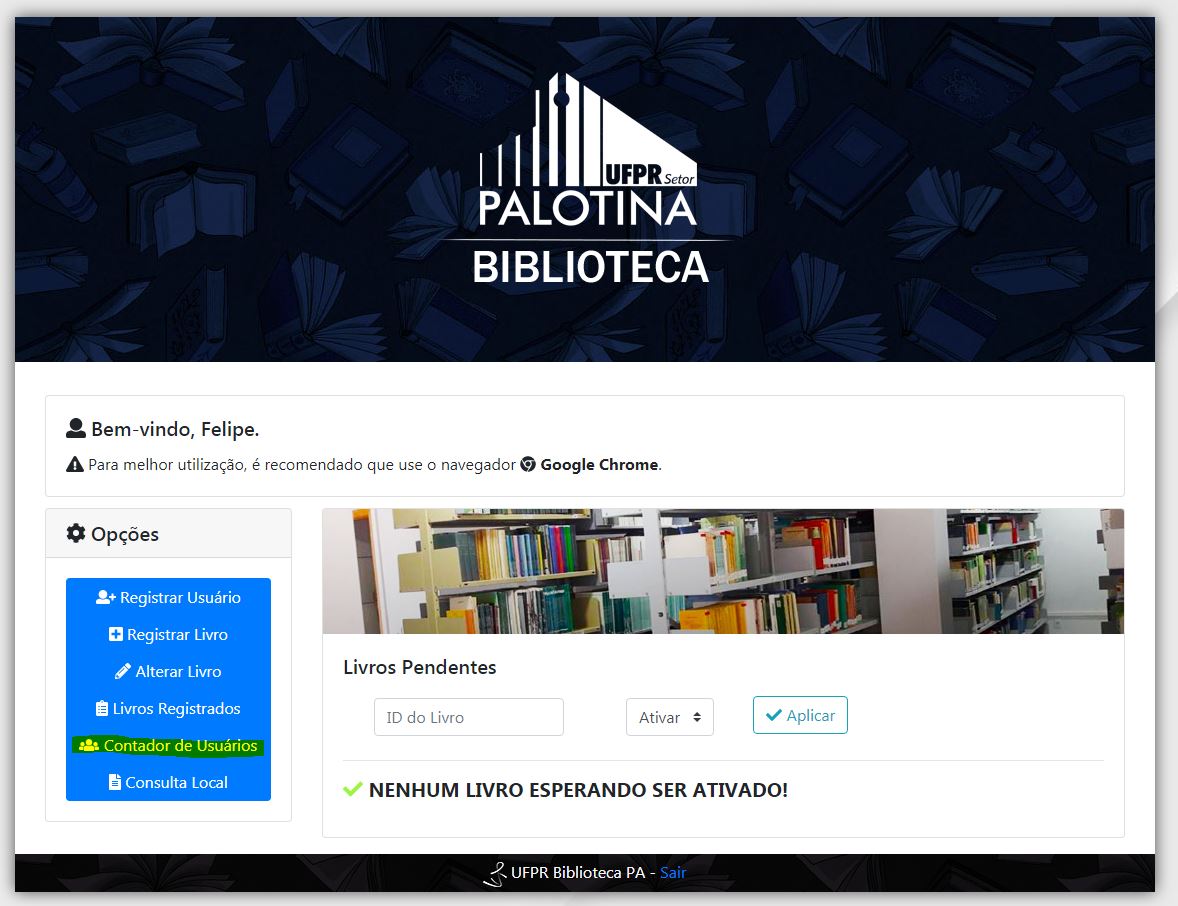 UFPR Setor
PALOTINA
BIBLIOTECA
Bem-vindo, Felipe.
Para melhor utilização, é recomendado que use o navegador Google Chrome.
Opções
Registrar Usuário
Registrar Livro
Alterar Livro
Livros Registrados
Contador de Usuários
Consulta Local
Livros Pendentes
ID do Livro Ativar Aplicar
NENHUM LIVRO ESPERANDO SER ATIVADO!
UFPR Biblioteca PA - Sair